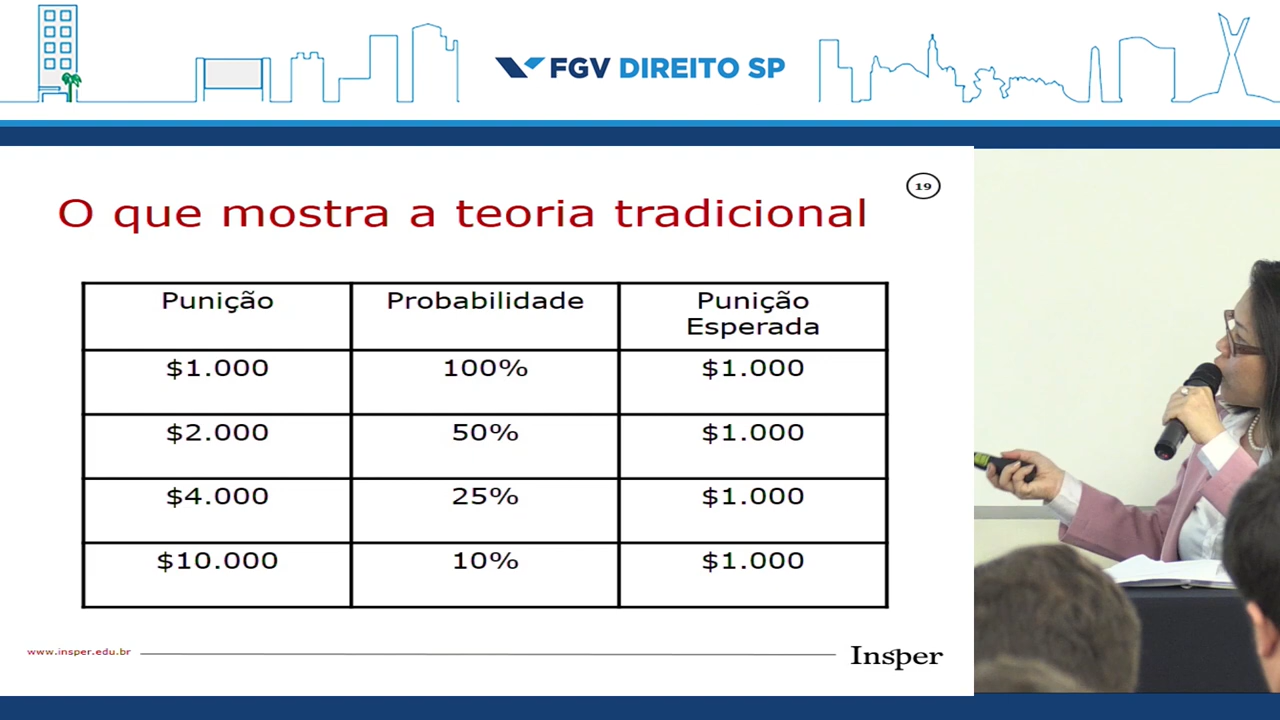 FGV DIREITO SP
19
O que mostra a teoria tradicional
Punição Probabilidade Punição
Esperada
$1.000 100% $1.000
$2.000 50% $1.000
$4.000 25% $1.000
$10.000 10% $1.000
www.insper.edu.br
Insper